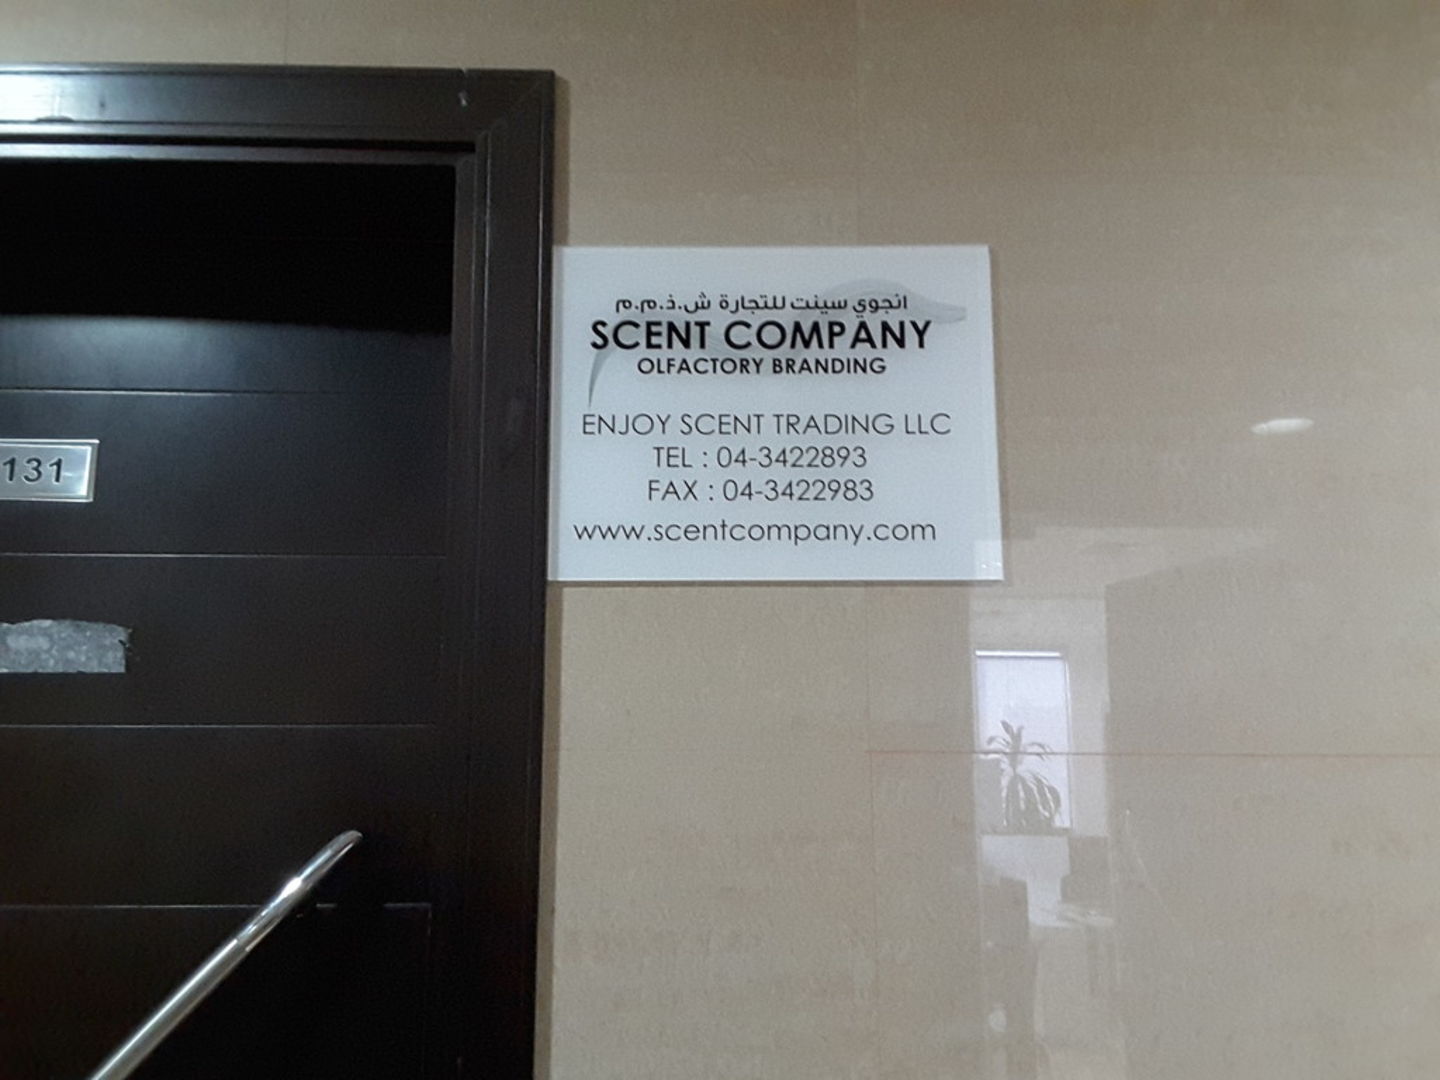 131
انجوي سينت للتجارة ش.ذ.م.م
SCENT COMPANY
OLFACTORY BRANDING
ENJOY SCENT TRADING LLC
TEL : 04-3422893
FAX : 04-3422983
www.scentcompany.com